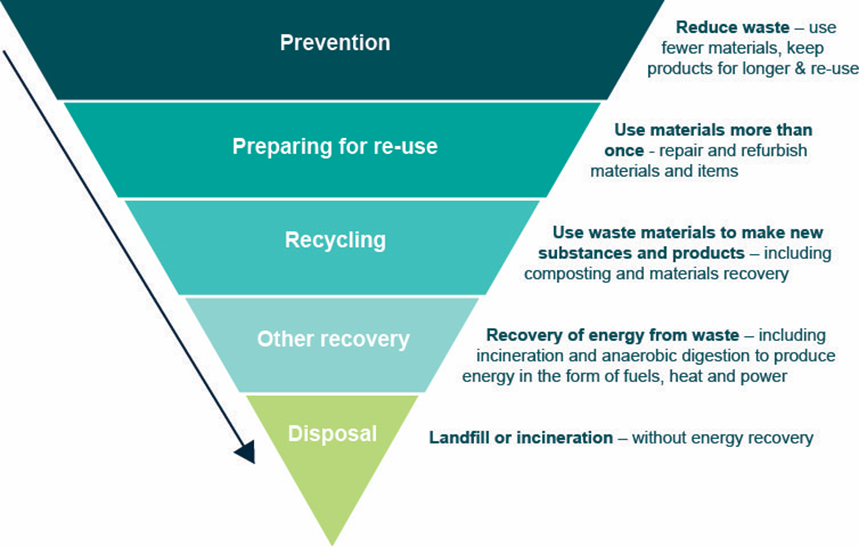 Prevention
Reduce waste – use
fewer materials, keep
products for longer & re-use
Preparing for re-use
Use materials more than
once - repair and refurbish
materials and items
Recycling
Use waste materials to make new
substances and products – including
composting and materials recovery
Other recovery
Recovery of energy from waste – including
incineration and anaerobic digestion to produce
energy in the form of fuels, heat and power
Disposal
Landfill or incineration – without energy recovery